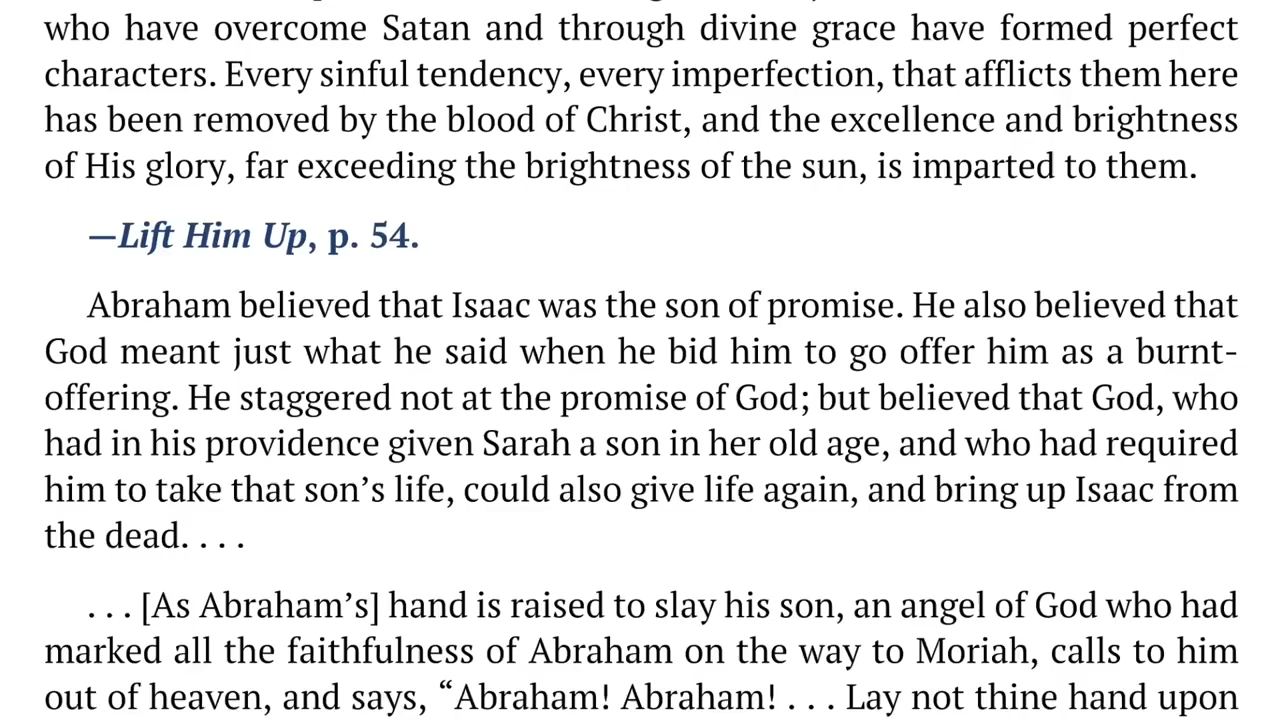 who have overcome Satan and through divine grace have formed perfect
characters. Every sinful tendency, every imperfection, that afflicts them here
has been removed by the blood of Christ, and the excellence and brightness
of His glory, far exceeding the brightness of the sun, is imparted to them.
—Lift Him Up, p. 54.
Abraham believed that Isaac was the son of promise. He also believed that
God meant just what he said when he bid him to go offer him as a burnt-
offering. He staggered not at the promise of God; but believed that God, who
had in his providence given Sarah a son in her old age, and who had required
him to take that son’s life, could also give life again, and bring up Isaac from
the dead. . . .
. . . [As Abraham’s] hand is raised to slay his son, an angel of God who had
marked all the faithfulness of Abraham on the way to Moriah, calls to him
out of heaven, and says, “Abraham! Abraham! . . . Lay not thine hand upon